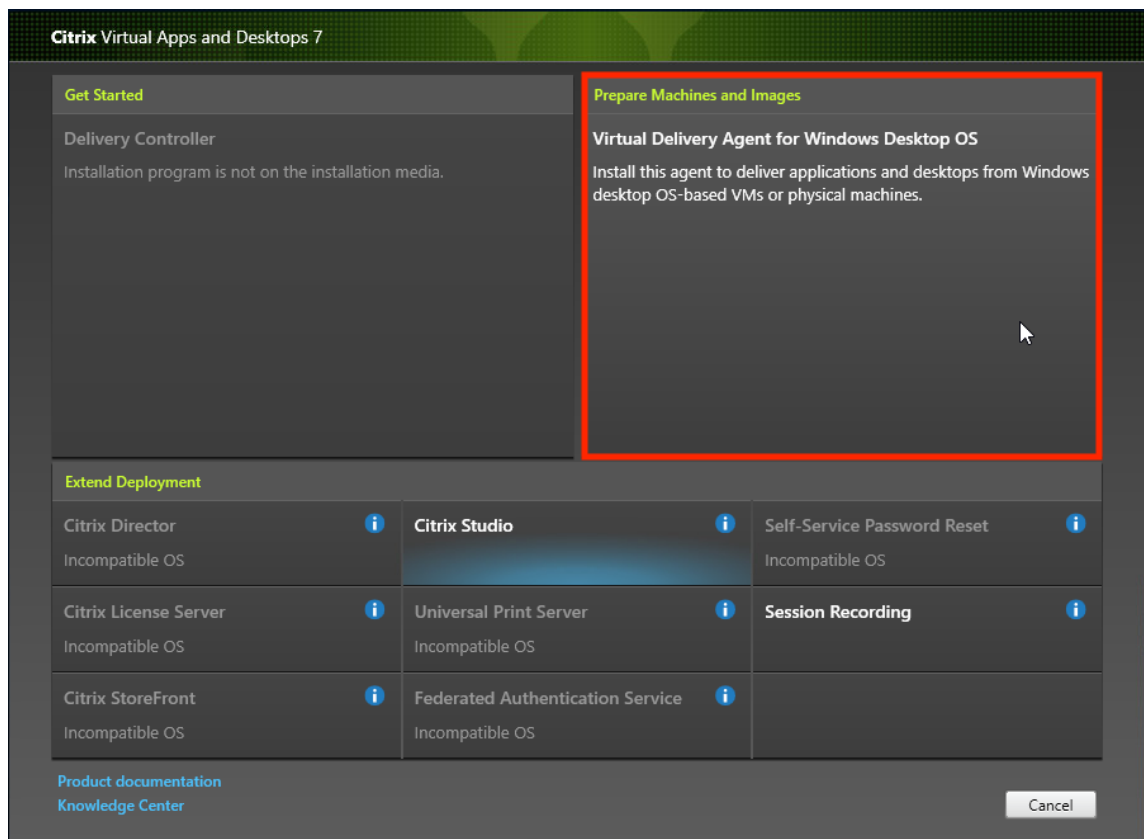 Citrix Virtual Apps and Desktops 7
Get Started
Delivery Controller
Installation program is not on the installation media.
Prepare Machines and Images
Virtual Delivery Agent for Windows Desktop OS
Install this agent to deliver applications and desktops from Windows
desktop OS-based VMs or physical machines.
Extend Deployment
Citrix Director
Incompatible OS
Citrix Studio
Self-Service Password Reset
Incompatible OS
Citrix License Server
Incompatible OS
Universal Print Server
Incompatible OS
Session Recording
Citrix StoreFront
Incompatible OS
Federated Authentication Service
Incompatible OS
Product documentation
Knowledge Center
Cancel